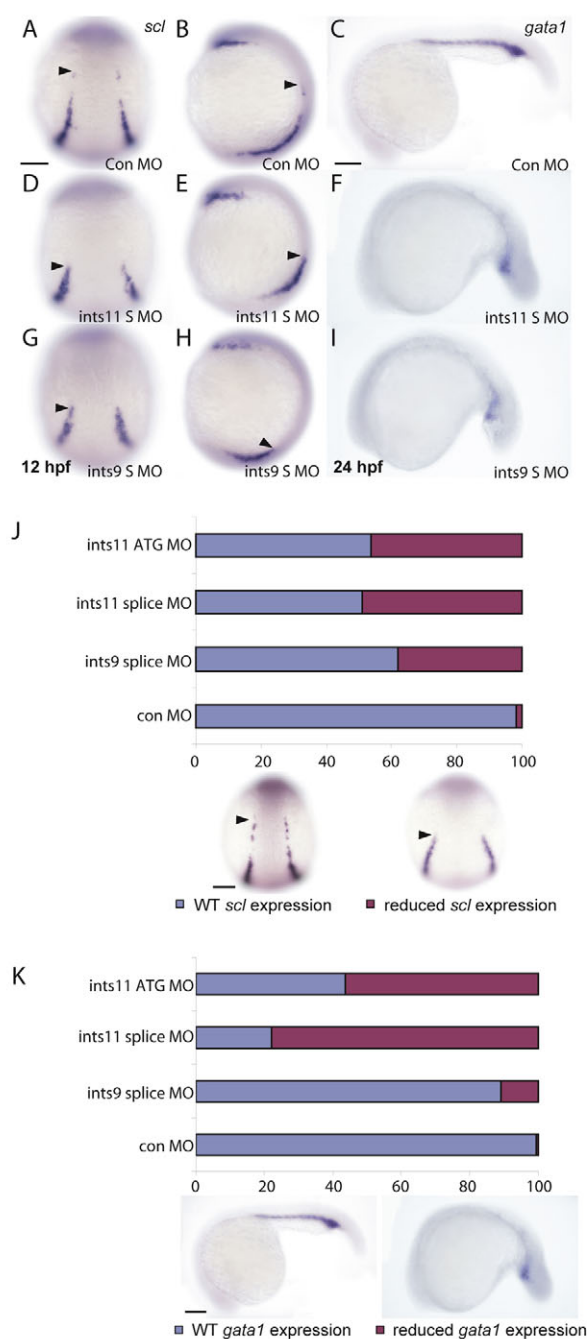 A scl B C gata1
Con MO Con MO Con MO
D E F
ints11 S MO ints11 S MO ints11 S MO
G H I
12 hpf ints9 S MO ints9 S MO 24 hpf ints9 S MO
J
ints11 ATG MO
ints11 splice MO
ints9 splice MO
con MO
0 20 40 60 80 100
WT scl expression reduced scl expression
K
ints11 ATG MO
ints11 splice MO
ints9 splice MO
con MO
0 20 40 60 80 100
WT gata1 expression reduced gata1 expression